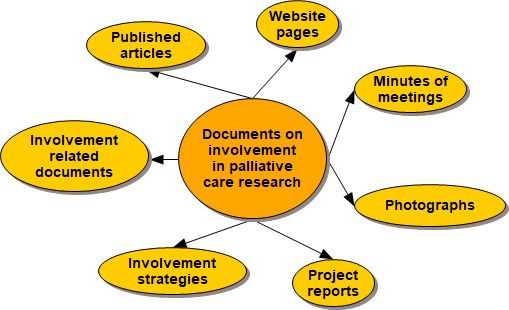 Website
pages
Published
articles
Minutes of
meetings
Documents on
involvement
in palliative
care research
Involvement
related
documents
Photographs
Involvement
strategies
Project
reports